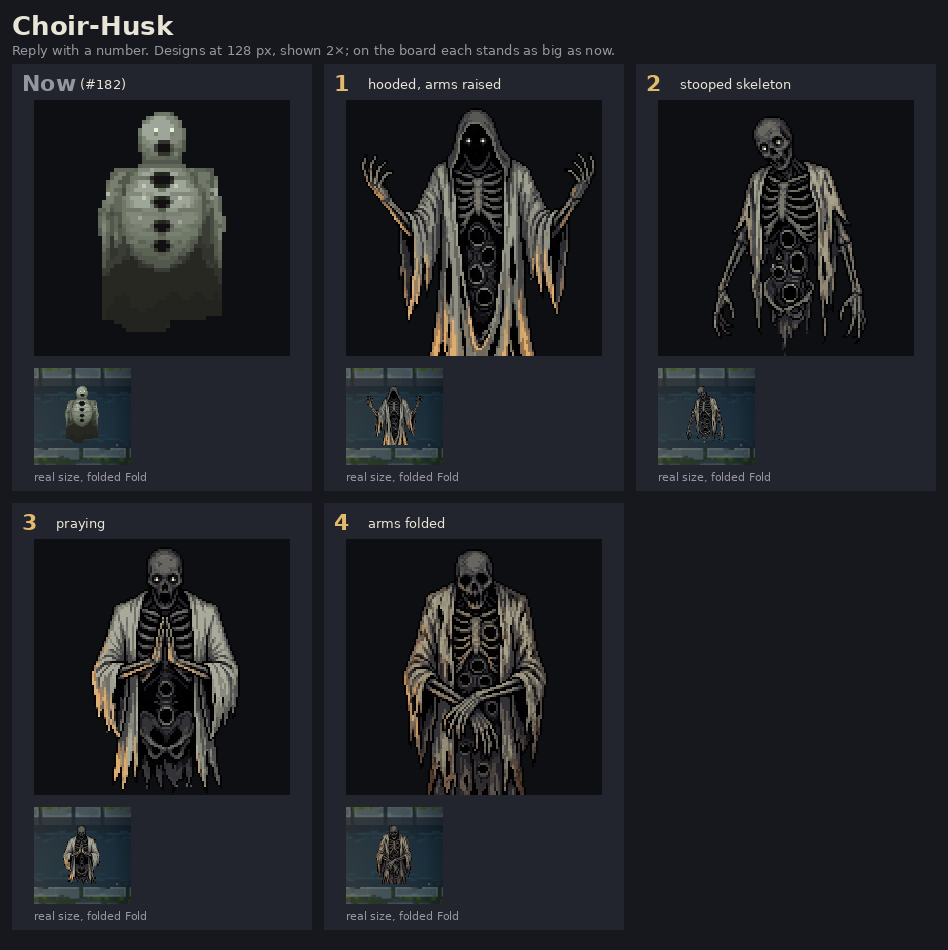 Choir-Husk
Reply with a number. Designs at 128 px, shown 2×; on the board each stands as big as now.
Now (#182)
1 hooded, arms raised
2 stooped skeleton
real size, folded Fold
real size, folded Fold
real size, folded Fold
3 praying
4 arms folded
real size, folded Fold
real size, folded Fold